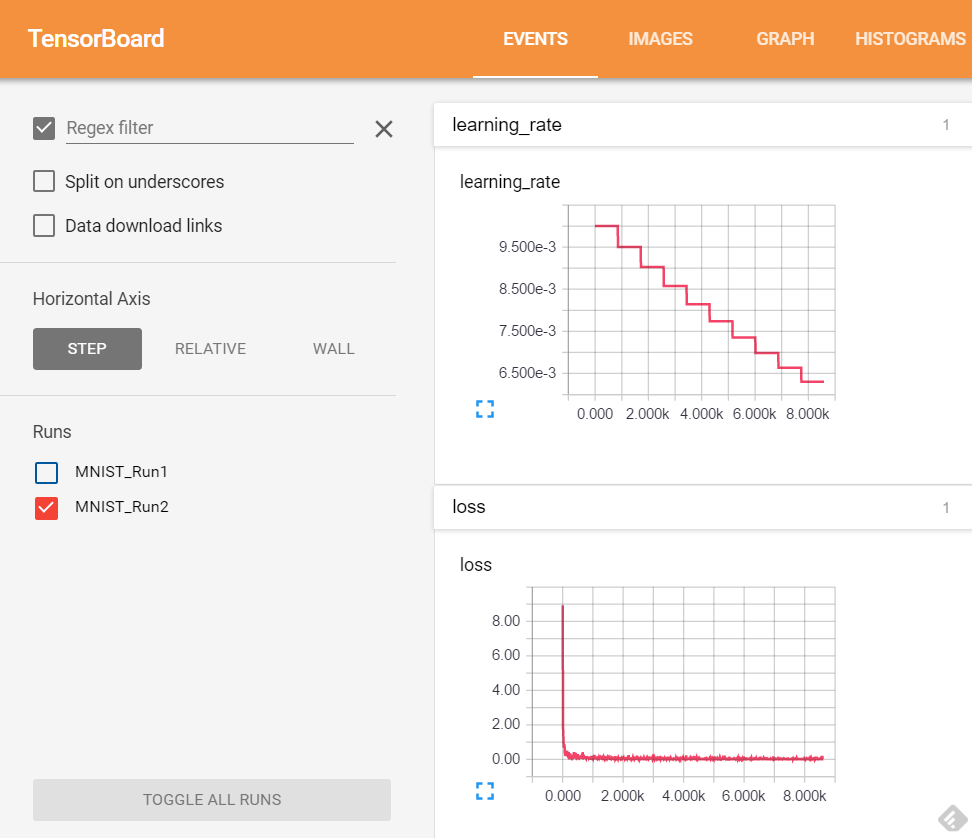 TensorBoard
EVENTS IMAGES GRAPH HISTOGRAMS
Regex filter
Split on underscores
Data download links
Horizontal Axis
STEP RELATIVE WALL
Runs
MNIST_Run1
MNIST_Run2
TOGGLE ALL RUNS
learning_rate 1
learning_rate
9.500e-3
8.500e-3
7.500e-3
6.500e-3
0.000 2.000k 4.000k 6.000k 8.000k
loss 1
loss
8.00
6.00
4.00
2.00
0.00
0.000 2.000k 4.000k 6.000k 8.000k